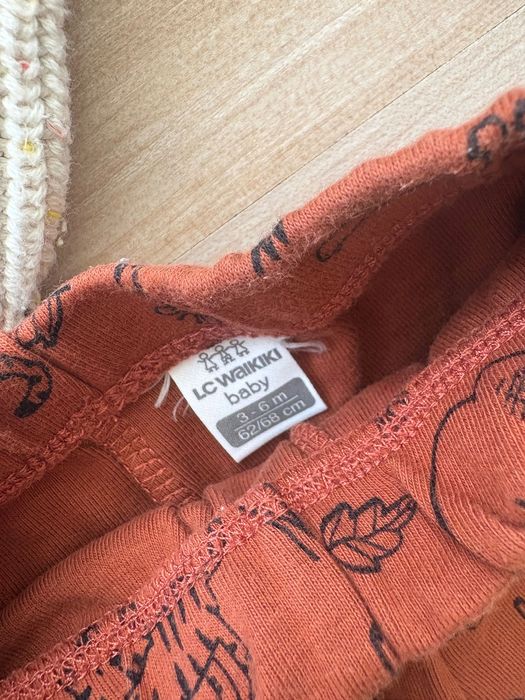 LC WAIKIKI
baby
3 - 6 m
62/68 cm